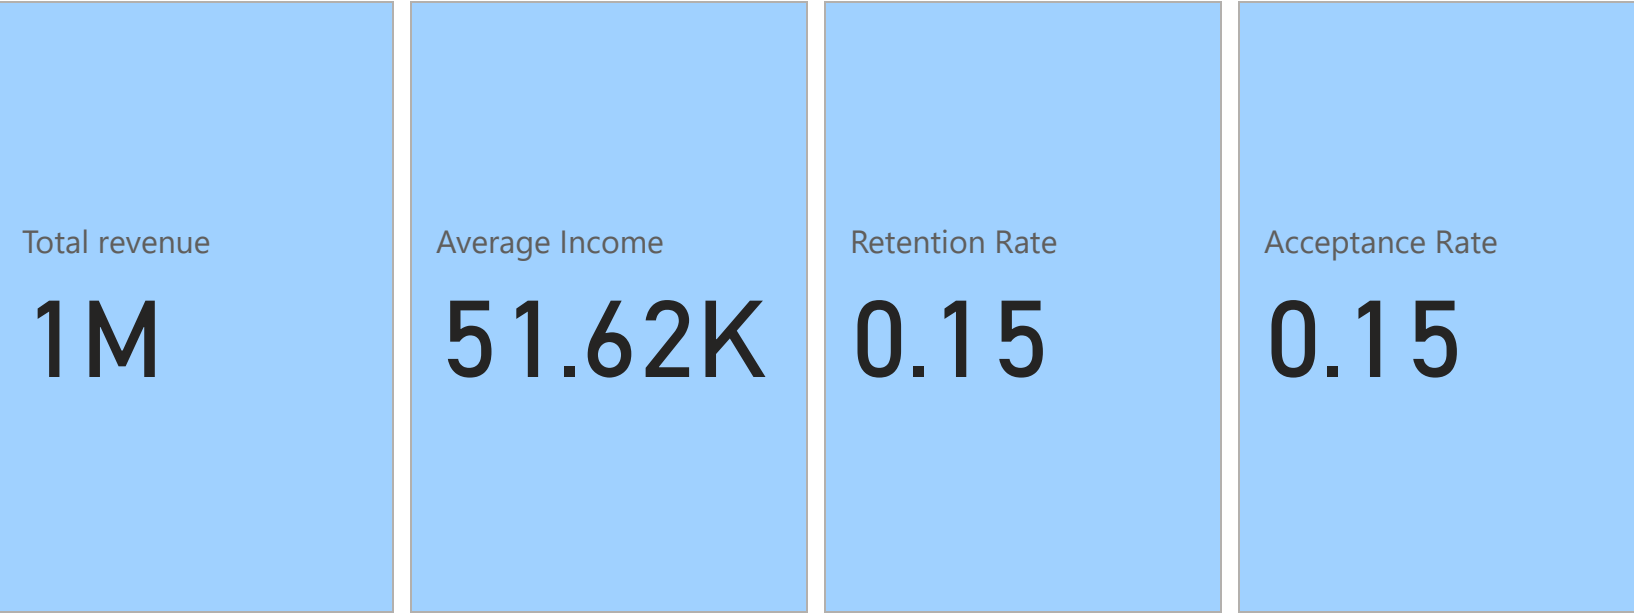 Total revenue
1M
Average Income
51.62K
Retention Rate
0.15
Acceptance Rate
0.15